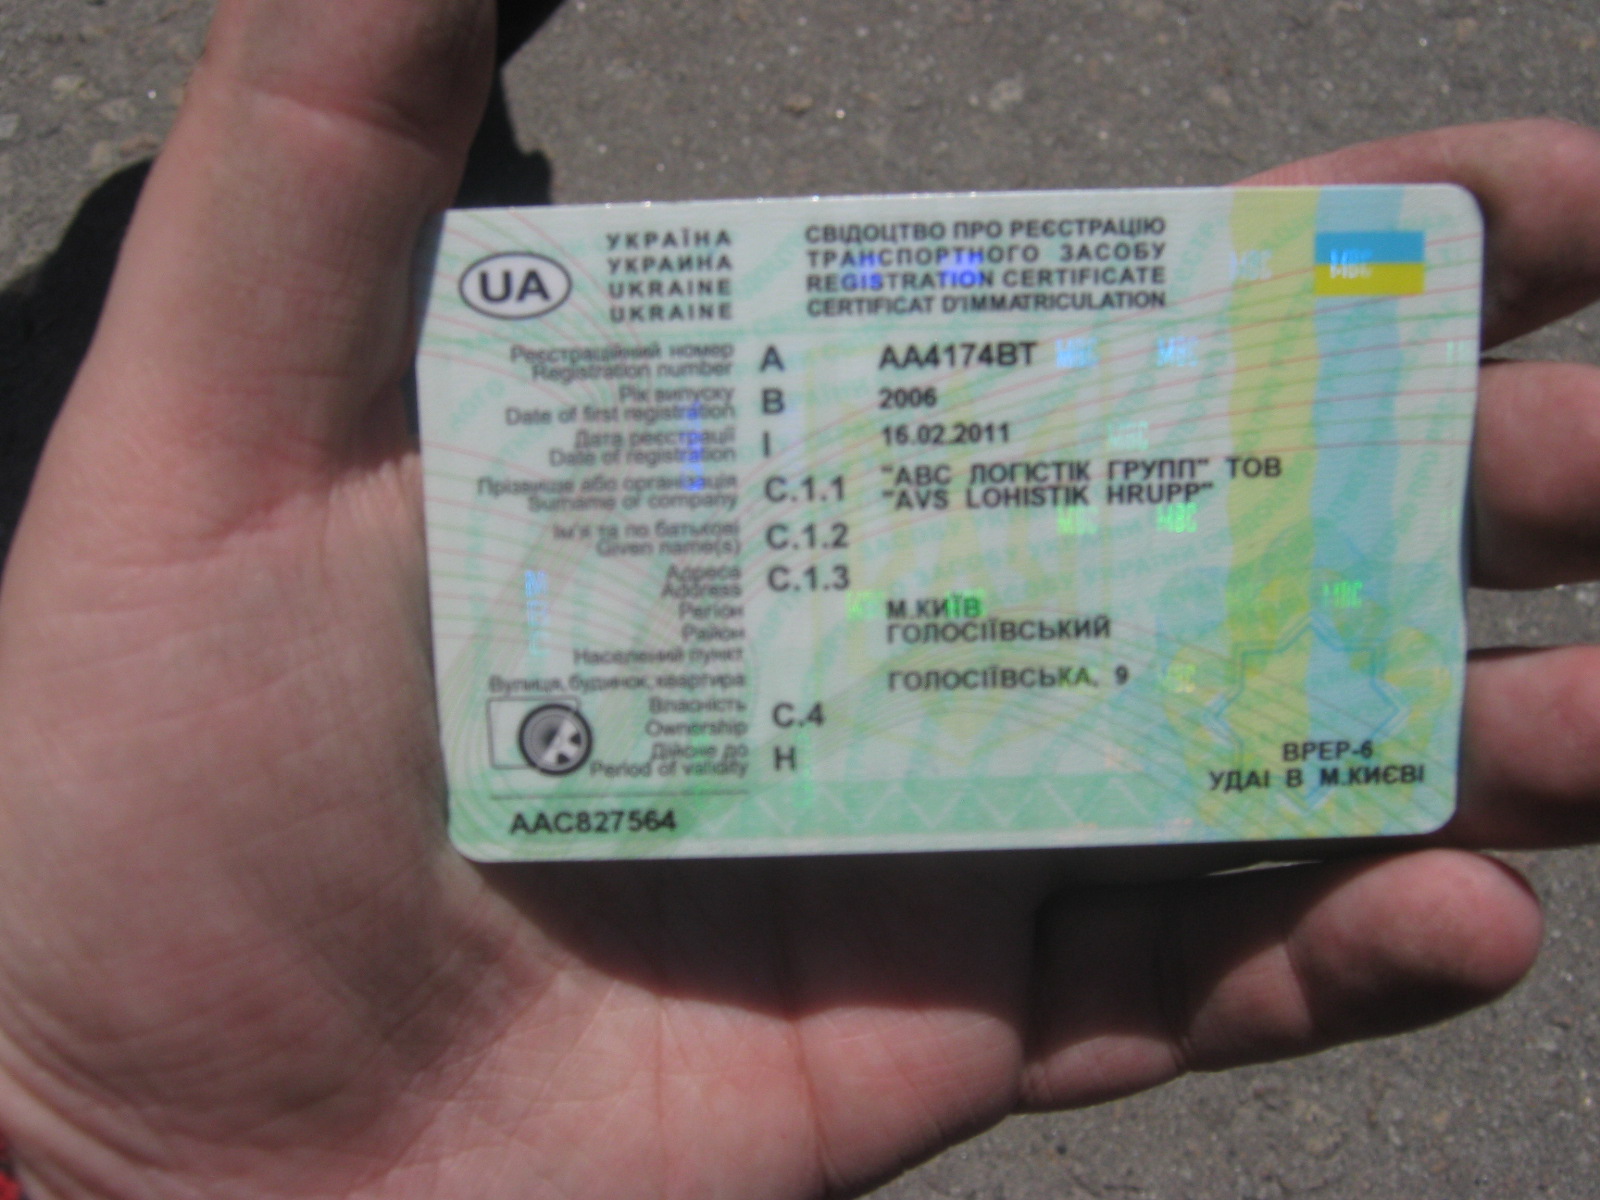 UA
УКРАЇНА
УКРАИНА
UKRAINE
UKRAINE
СВІДОЦТВО ПРО РЕЄСТРАЦІЮ
ТРАНСПОРТНОГО ЗАСОБУ
REGISTRATION CERTIFICATE
CERTIFICAT D'IMMATRICULATION
МВС
Реєстраційний номер
Registration number A AA4174BT
Рік випуску
Date of first registration B 2006
Дата реєстрації
Date of registration I 16.02.2011
Прізвище або організація
Surname of company C.1.1 "АВС ЛОГІСТІК ГРУПП" ТОВ
"AVS LOHISTIK HRUPP"
Ім'я та по батькові
Given name(s) C.1.2
Адреса
Address C.1.3
Регіон М.КИЇВ
Район ГОЛОСІЇВСЬКИЙ
Населений пункт
Вулиця, будинок, квартира ГОЛОСІЇВСЬКА, 9
Власність
Ownership C.4
Дійсне до
Period of validity H
ВРЕР-6
УДАІ В М.КИЄВІ
ААС827564